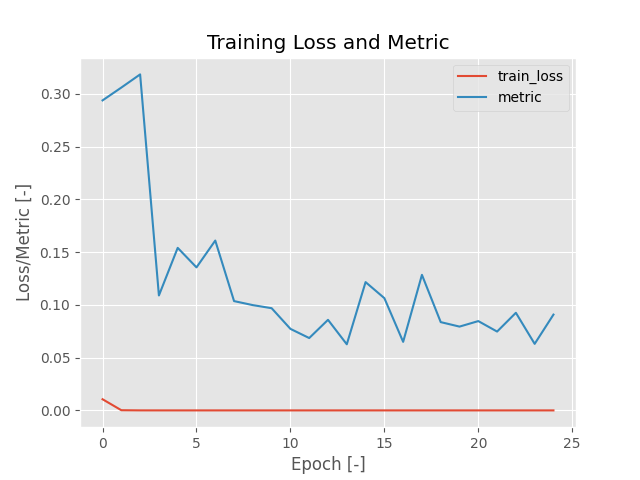 Training Loss and Metric
train_loss
metric
0.30
0.25
0.20
0.15
0.10
0.05
0.00
Loss/Metric [-]
0 5 10 15 20 25
Epoch [-]